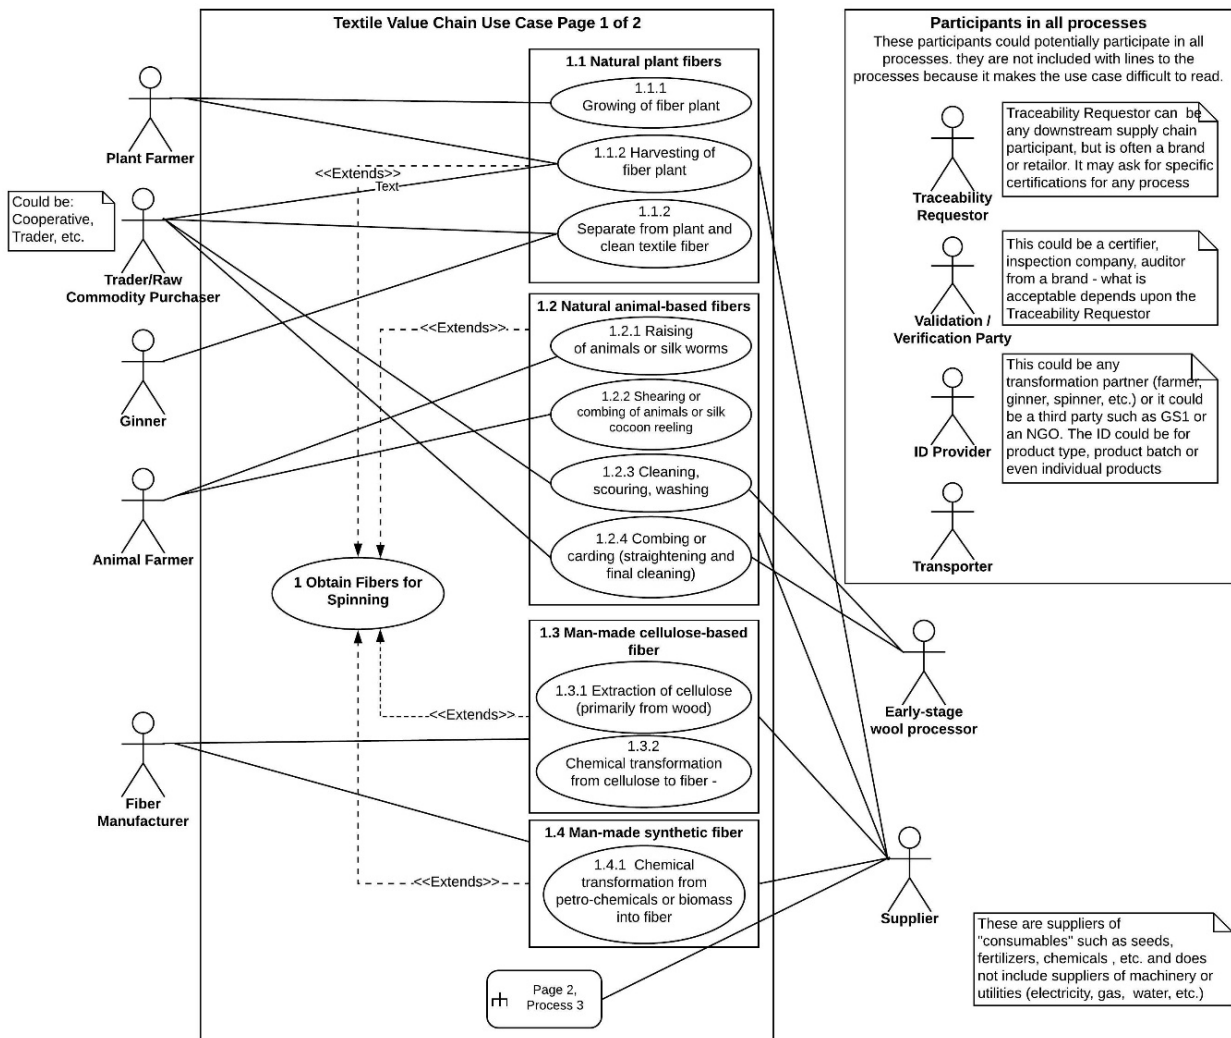 Textile Value Chain Use Case Page 1 of 2
Plant Farmer
Could be:
Cooperative,
Trader, etc.
Trader/Raw
Commodity Purchaser
Ginner
Animal Farmer
Fiber
Manufacturer
<<Extends>>
Text
<<Extends>>
1 Obtain Fibers for
Spinning
<<Extends>>
<<Extends>>
1.1 Natural plant fibers
1.1.1
Growing of fiber plant
1.1.2 Harvesting of
fiber plant
1.1.2
Separate from plant and
clean textile fiber
1.2 Natural animal-based fibers
1.2.1 Raising
of animals or silk worms
1.2.2 Shearing or
combing of animals or silk
cocoon reeling
1.2.3 Cleaning,
scouring, washing
1.2.4 Combing or
carding (straightening and
final cleaning)
1.3 Man-made cellulose-based
fiber
1.3.1 Extraction of cellulose
(primarily from wood)
1.3.2
Chemical transformation
from cellulose to fiber -
1.4 Man-made synthetic fiber
1.4.1 Chemical
transformation from
petro-chemicals or biomass
into fiber
Page 2,
Process 3
Participants in all processes
These participants could potentially participate in all
processes. they are not included with lines to the
processes because it makes the use case difficult to read.
Traceability
Requestor
Traceability Requestor can be
any downstream supply chain
participant, but is often a brand
or retailor. It may ask for specific
certifications for any process
Validation /
Verification Party
This could be a certifier,
inspection company, auditor
from a brand - what is
acceptable depends upon the
Traceability Requestor
ID Provider
This could be any
transformation partner (farmer,
ginner, spinner, etc.) or it could
be a third party such as GS1 or
an NGO. The ID could be for
product type, product batch or
even individual products
Transporter
Early-stage
wool processor
Supplier
These are suppliers of
"consumables" such as seeds,
fertilizers, chemicals , etc. and does
not include suppliers of machinery or
utilities (electricity, gas, water, etc.)